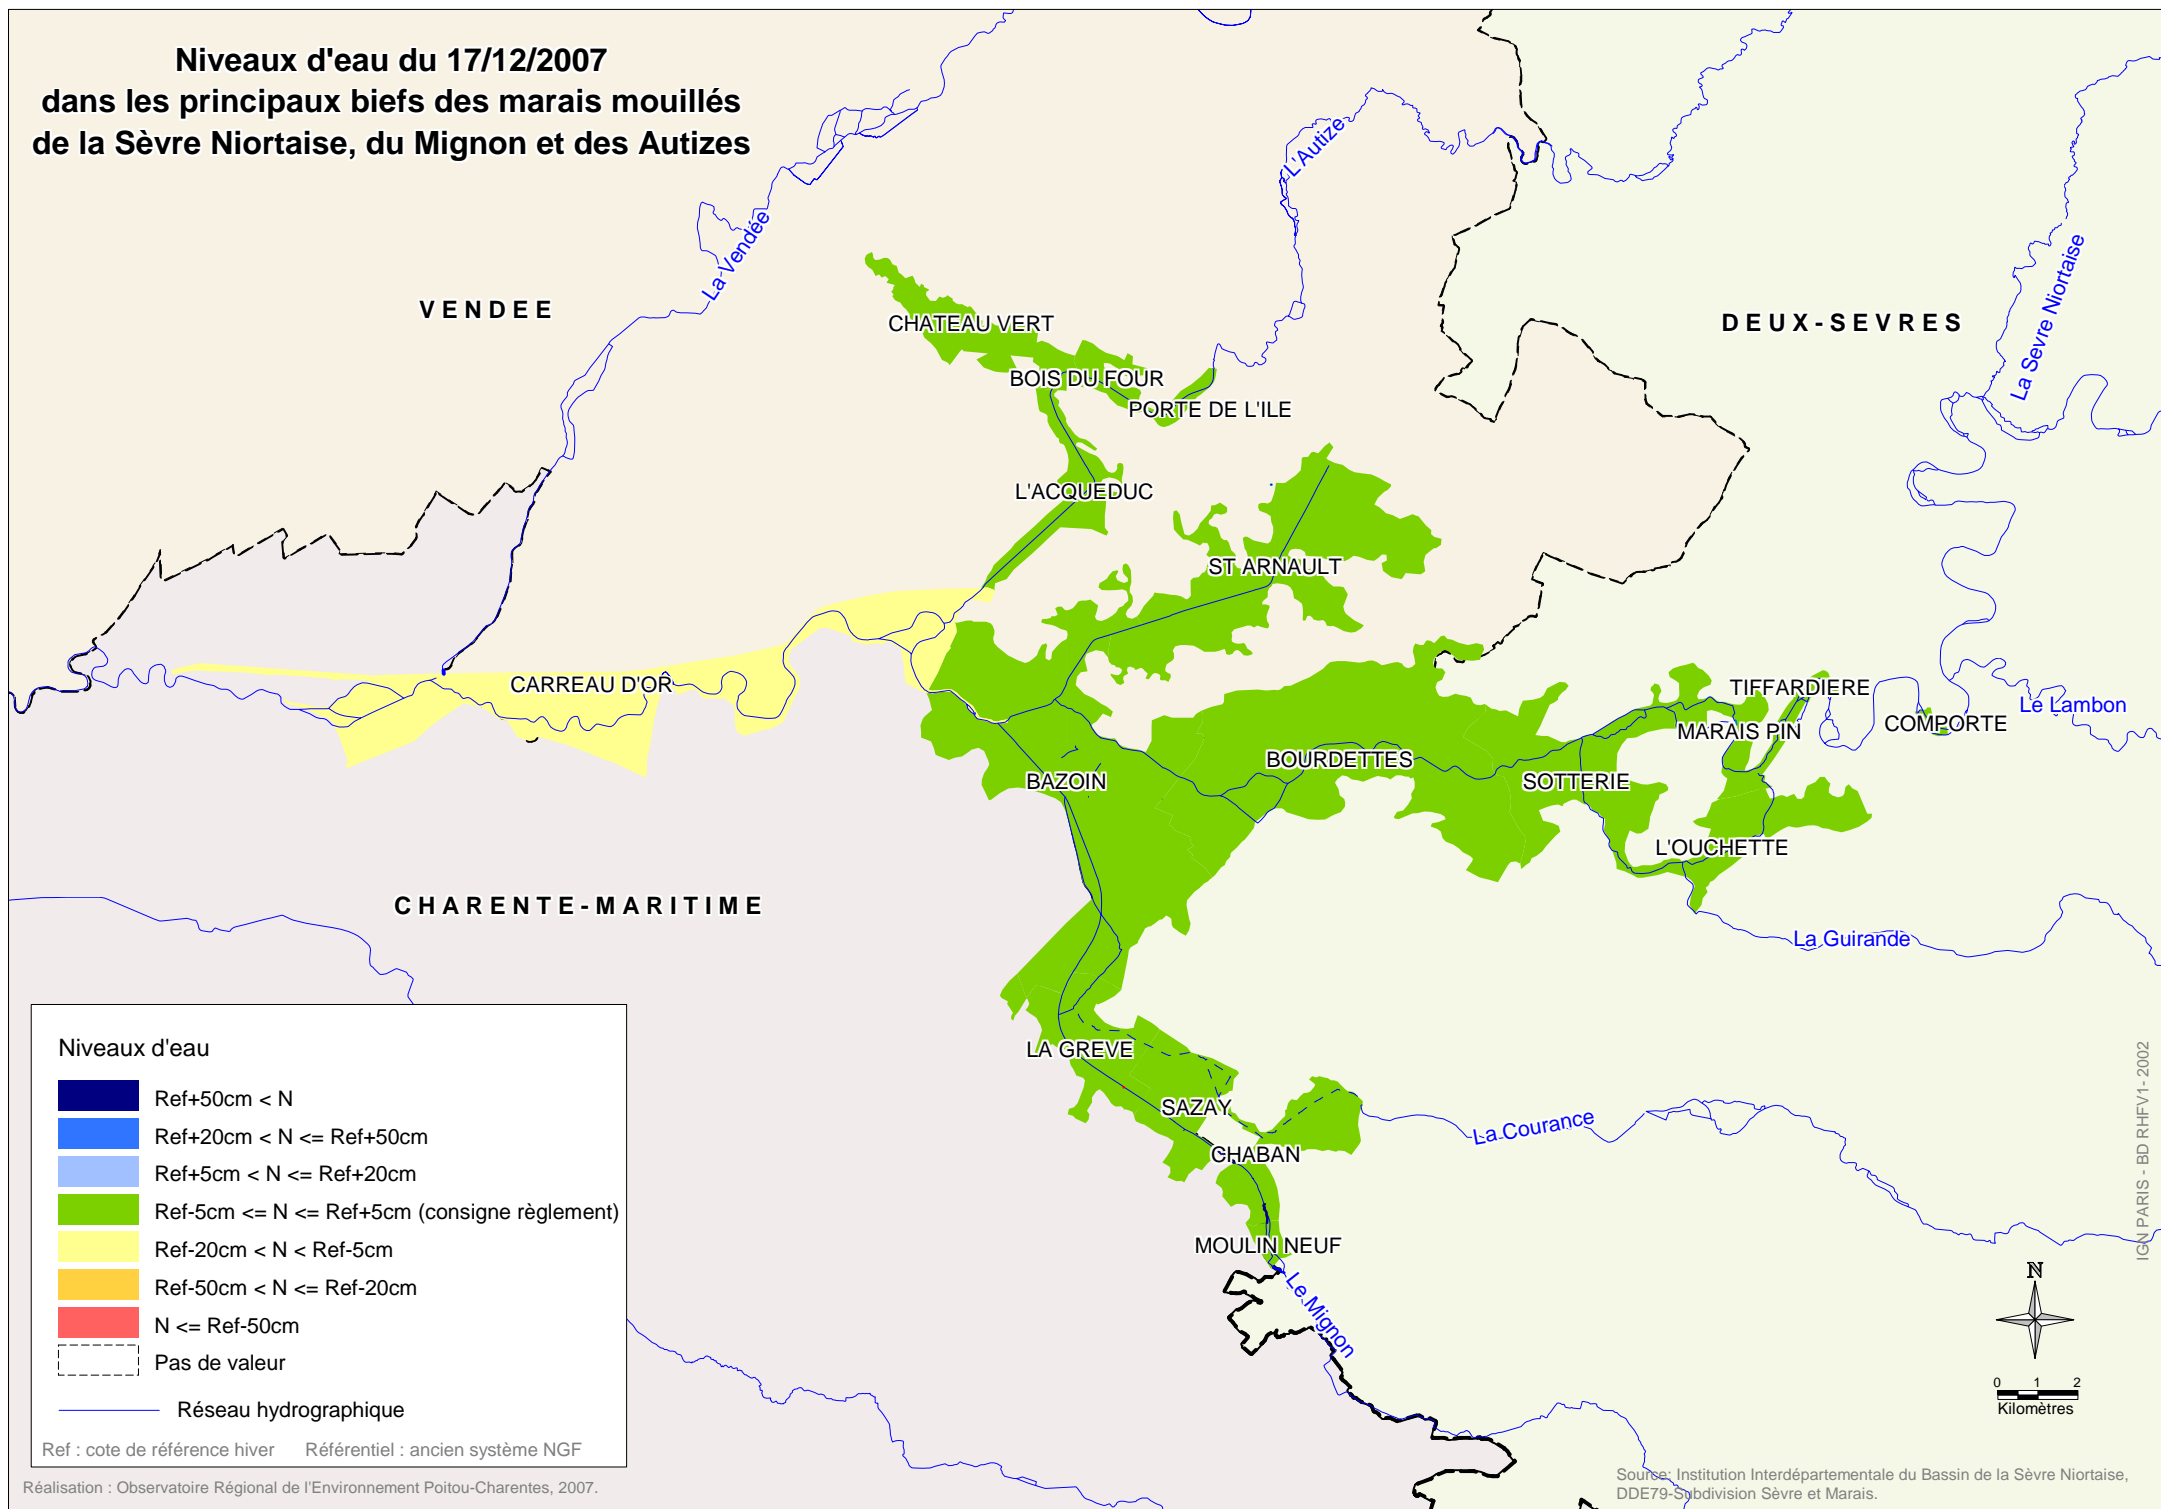 Niveaux d'eau du 17/12/2007
dans les principaux biefs des marais mouillés
de la Sèvre Niortaise, du Mignon et des Autizes
L'Autize
La Vendée
La Sevre Niortaise
VENDEE
DEUX-SEVRES
CHATEAU VERT
BOIS DU FOUR
PORTE DE L'ILE
L'ACQUEDUC
ST ARNAULT
CARREAU D'OR
TIFFARDIERE
Le Lambon
COMPORTE
MARAIS PIN
BOURDETTES
BAZOIN
SOTTERIE
L'OUCHETTE
CHARENTE-MARITIME
La Guirande
LA GREVE
SAZAY
La Courance
CHABAN
MOULIN NEUF
Le Mignon
Niveaux d'eau
Ref+50cm < N
Ref+20cm < N <= Ref+50cm
Ref+5cm < N <= Ref+20cm
Ref-5cm <= N <= Ref+5cm (consigne règlement)
Ref-20cm < N < Ref-5cm
Ref-50cm < N <= Ref-20cm
N <= Ref-50cm
Pas de valeur
Réseau hydrographique
Ref : cote de référence hiver Référentiel : ancien système NGF
Réalisation : Observatoire Régional de l'Environnement Poitou-Charentes, 2007.
IGN PARIS - BD RHFV1- 2002
N
0 1 2
Kilomètres
Source: Institution Interdépartementale du Bassin de la Sèvre Niortaise,
DDE79-Subdivision Sèvre et Marais.